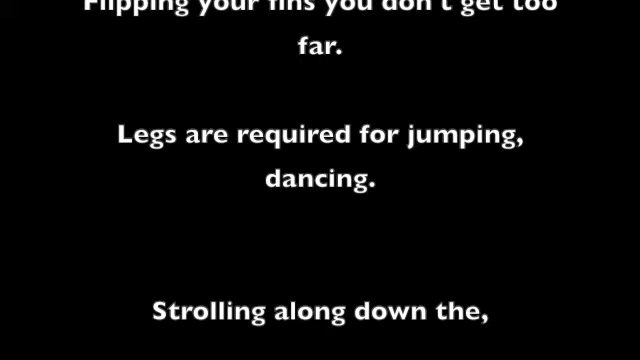 Flipping your fins you don't get too
far.
Legs are required for jumping,
dancing.
Strolling along down the,